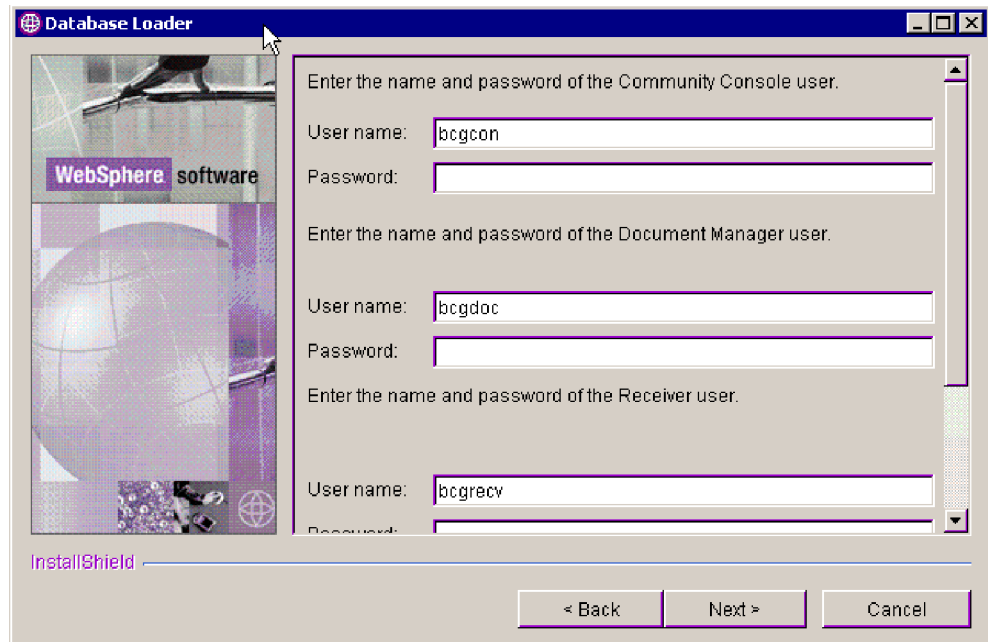 Database Loader
WebSphere software
Enter the name and password of the Community Console user.
User name: bcgcon
Password:
Enter the name and password of the Document Manager user.
User name: bcgdoc
Password:
Enter the name and password of the Receiver user.
User name: bcgrecv
Password:
InstallShield
< Back Next > Cancel